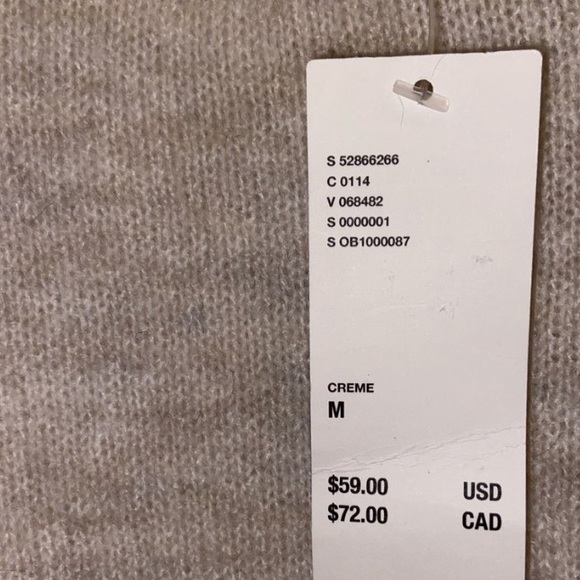 S 52866266
C 0114
V 068482
S 0000001
S OB1000087
CREME
M
$59.00 USD
$72.00 CAD